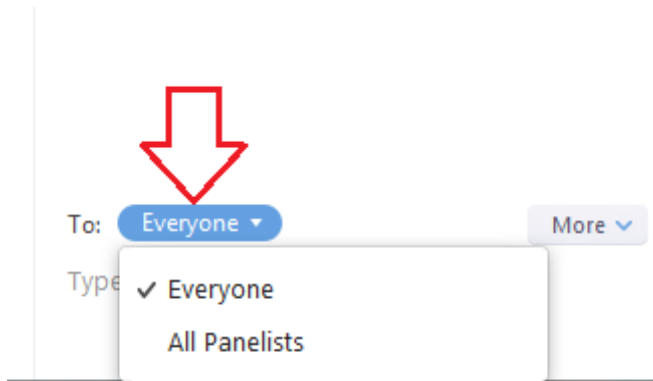 To: Everyone
More
Type
Everyone
All Panelists